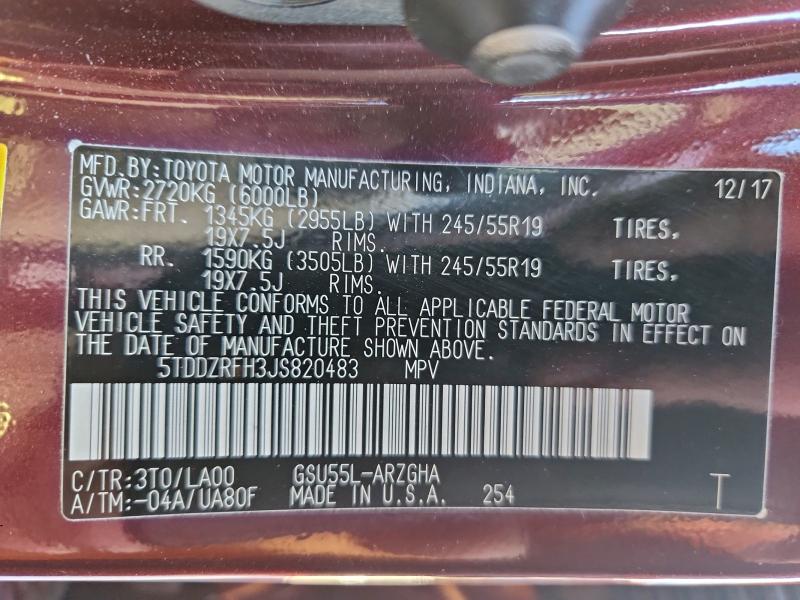 MFD.BY:TOYOTA MOTOR MANUFACTURING, INDIANA, INC. 12/17
GVWR:2720KG (6000LB)
GAWR:FRT. 1345KG (2955LB) WITH 245/55R19 TIRES.
19X7.5J RIMS.
RR. 1590KG (3505LB) WITH 245/55R19 TIRES.
19X7.5J RIMS.
THIS VEHICLE CONFORMS TO ALL APPLICABLE FEDERAL MOTOR
VEHICLE SAFETY AND THEFT PREVENTION STANDARDS IN EFFECT ON
THE DATE OF MANUFACTURE SHOWN ABOVE.
5TDDZRFH3JS820483 MPV
C/TR:3T0/LA00 GSU55L-ARZGHA
A/TM:-04A/UA80F MADE IN U.S.A. 254 T